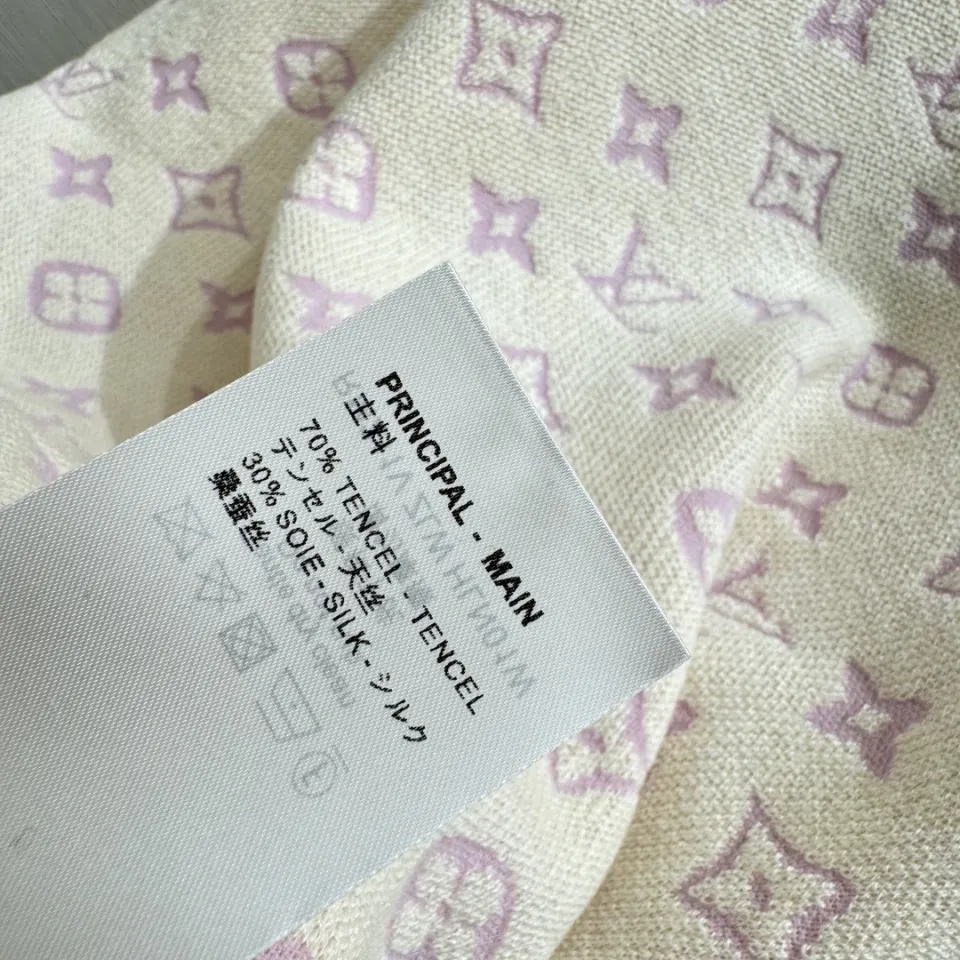 PRINCIPAL - MAIN
主料
70% TENCEL - TENCEL
テンセル - 天丝
30% SOIE - SILK - シルク
桑蚕丝